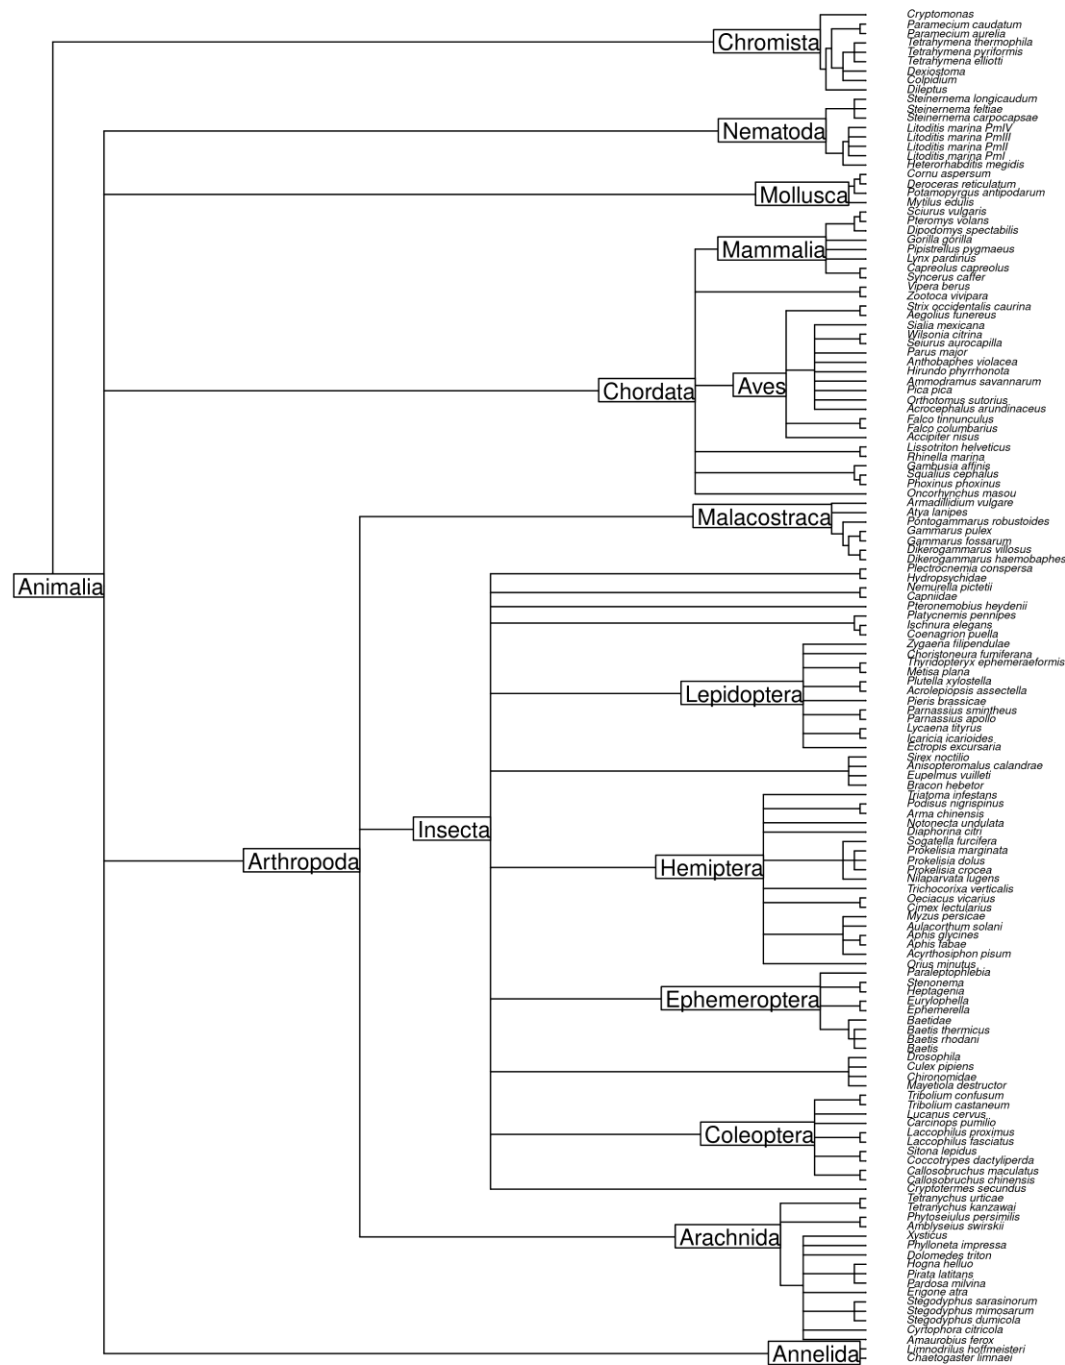 Cryptomonas
Paramecium caudatum
Paramecium aurelia
Tetrahymena thermophila
Tetrahymena pyriformis
Tetrahymena elliotti
Dexiostoma
Colpidium
Dileptus
Chromista
Steinernema longicaudum
Steinernema feltiae
Steinernema carpocapsae
Litoditis marina PmIV
Litoditis marina PmIII
Litoditis marina PmII
Litoditis marina PmI
Heterorhabditis megidis
Nematoda
Cornu aspersum
Deroceras reticulatum
Potamopyrgus antipodarum
Mytilus edulis
Mollusca
Sciurus vulgaris
Pteromys volans
Dipodomys spectabilis
Gorilla gorilla
Pipistrellus pygmaeus
Lynx pardinus
Capreolus capreolus
Syncerus caffer
Mammalia
Vipera berus
Zootoca vivipara
Strix occidentalis caurina
Aegolius funereus
Sialia mexicana
Wilsonia citrina
Seiurus aurocapilla
Parus major
Anthobaphes violacea
Hirundo phyrrhonota
Ammodramus savannarum
Pica pica
Orthotomus sutorius
Acrocephalus arundinaceus
Falco tinnunculus
Falco columbarius
Accipiter nisus
Aves
Chordata
Lissotriton helveticus
Rhinella marina
Gambusia affinis
Squalius cephalus
Phoxinus phoxinus
Oncorhynchus masou
Armadillidium vulgare
Atya lanipes
Pontogammarus robustoides
Gammarus pulex
Gammarus fossarum
Dikerogammarus villosus
Dikerogammarus haemobaphes
Malacostraca
Animalia
Plectrocnemia conspersa
Hydropsychidae
Nemurella pictetii
Capniidae
Pteronemobius heydenii
Platycnemis pennipes
Ischnura elegans
Coenagrion puella
Zygaena filipendulae
Choristoneura fumiferana
Thyridopteryx ephemeraeformis
Metisa plana
Plutella xylostella
Acrolepiopsis assectella
Pieris brassicae
Parnassius smintheus
Parnassius apollo
Lycaena tityrus
Icaricia icarioides
Ectropis excursaria
Lepidoptera
Sirex noctilio
Anisopteromalus calandrae
Eupelmus vuilleti
Bracon hebetor
Insecta
Arthropoda
Triatoma infestans
Podisus nigrispinus
Arma chinensis
Notonecta undulata
Diaphorina citri
Sogatella furcifera
Prokelisia marginata
Prokelisia dolus
Prokelisia crocea
Nilaparvata lugens
Trichocorixa verticalis
Oeciacus vicarius
Cimex lectularius
Myzus persicae
Aulacorthum solani
Aphis glycines
Aphis fabae
Acyrthosiphon pisum
Orius minutus
Hemiptera
Paraleptophlebia
Stenonema
Heptagenia
Eurylophella
Ephemerella
Baetidae
Baetis thermicus
Baetis rhodani
Baetis
Ephemeroptera
Drosophila
Culex pipiens
Chironomidae
Mayetiola destructor
Tribolium confusum
Tribolium castaneum
Lucanus cervus
Carcinops pumilio
Laccophilus proximus
Laccophilus fasciatus
Sitona lepidus
Coccotrypes dactyliperda
Callosobruchus maculatus
Callosobruchus chinensis
Coleoptera
Cryptotermes secundus
Tetranychus urticae
Tetranychus kanzawai
Phytoseiulus persimilis
Amblyseius swirskii
Xysticus
Phylloneta impressa
Dolomedes triton
Hogna helluo
Pirata latitans
Pardosa milvina
Erigone atra
Stegodyphus sarasinorum
Stegodyphus mimosarum
Stegodyphus dumicola
Cyrtophora citricola
Amaurobius ferox
Arachnida
Limnodrilus hoffmeisteri
Chaetogaster limnaei
Annelida